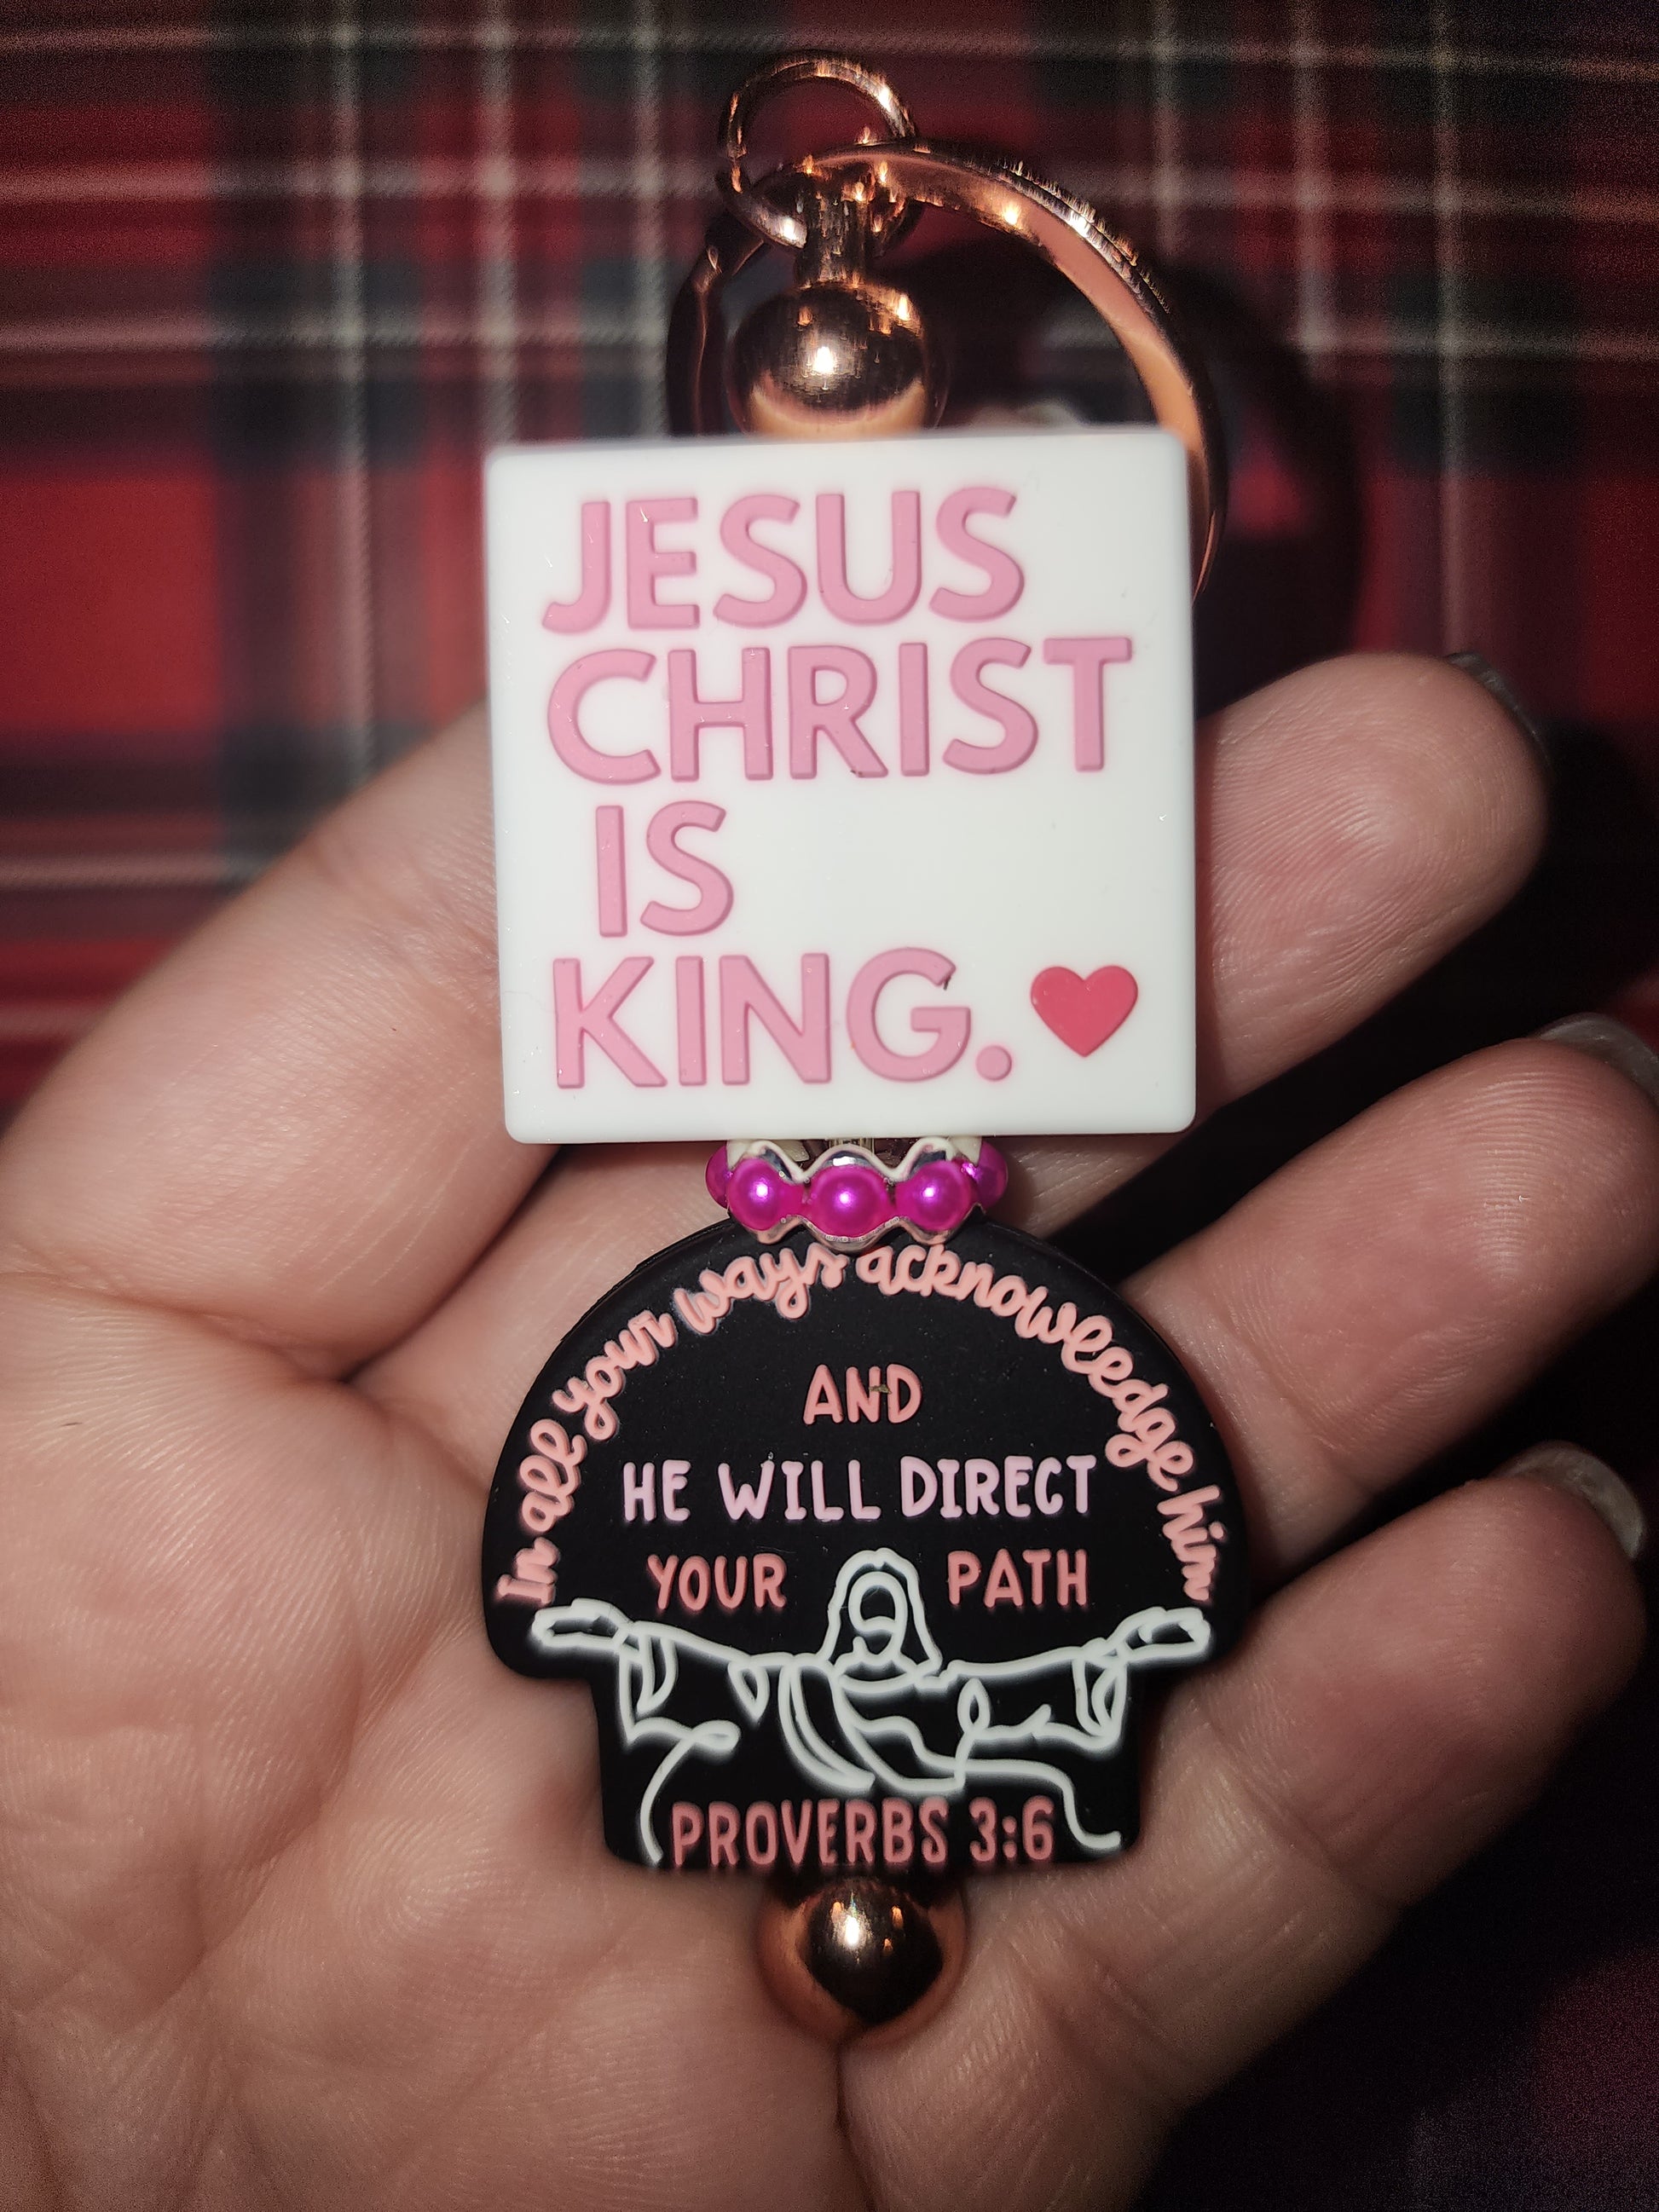 JESUS
CHRIST
IS
KING.
In all your ways acknowledge him
AND
HE WILL DIRECT
YOUR PATH
PROVERBS 3:6